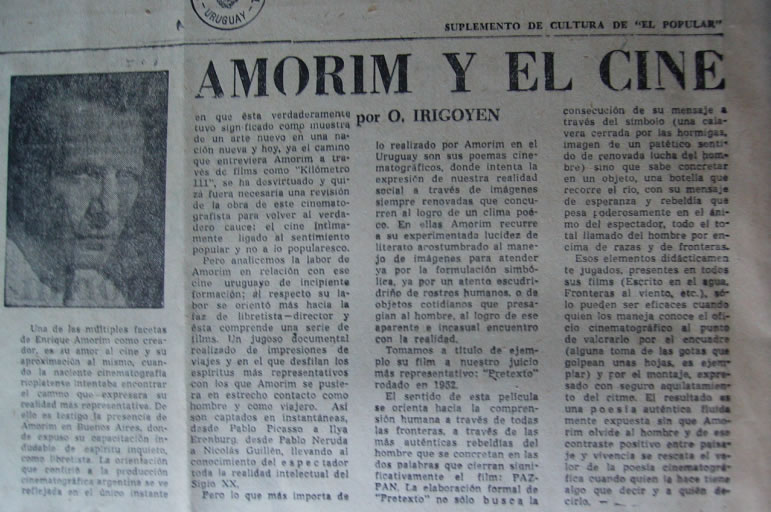 URUGUAY
SUPLEMENTO DE CULTURA DE "EL POPULAR"
AMORIM Y EL CINE
por O. IRIGOYEN
Una de las múltiples facetas
de Enrique Amorim como crea-
dor, es su amor al cine y su
aproximación al mismo, cuan-
do la naciente cinematografía
rioplatense intentaba encontrar
el camino que expresara su
realidad más representativa. De
ello es testigo la presencia de
Amorim en Buenos Aires, don-
de expuso su capacitación in-
dudable de espíritu inquieto,
como libretista. La orientación
que confirió a la producción
cinematográfica argentina se ve
reflejada en el único instante
en que ésta verdaderamente
tuvo significado como muestra
de un arte nuevo en una na-
ción nueva y hoy, ya el camino
que entreviera Amorim a tra-
vés de films como "Kilómetro
111", se ha desvirtuado y qui-
zá fuera necesaria una revisión
de la obra de este cinemato-
grafista para volver al verda-
dero cauce: el cine íntima-
mente ligado al sentimiento
popular y no a lo popularesco.
Pero analicemos la labor de
Amorim en relación con ese
cine uruguayo de incipiente
formación; al respecto su la-
bor se orientó más hacia la
faz de libretista—director y
ésta comprende una serie de
films. Un jugoso documental
realizado de impresiones de
viajes y en el que desfilan los
espíritus más representativos
con los que Amorim se pusie-
ra en estrecho contacto como
hombre y como viajero. Así
son captados en instantáneas,
desde Pablo Picasso a Ilya
Erenburg, desde Pablo Neruda
a Nicolás Guillén, llevando al
conocimiento del espectador
toda la realidad intelectual del
Siglo XX.
Pero lo que más importa de
lo realizado por Amorim en el
Uruguay son sus poemas cine-
matográficos, donde intenta la
expresión de nuestra realidad
social a través de imágenes
siempre renovadas que concu-
rren al logro de un clima poé-
co. En ellas Amorim recurre
a su experimentada lucidez de
literato acostumbrado al mane-
jo de imágenes para atender
ya por la formulación simbó-
lica, ya por un atento escudri-
driño de rostros humanos, o da
objetos cotidianos que presa-
gian al hombre, al logro de ese
aparente e incasual encuentro
con la realidad.
Tomamos a título de ejem-
plo su film a nuestro juicio
más representativo: "Pretexto"
rodado en 1952.
El sentido de esta película
se orienta hacia la compren-
sión humana a través de todas
las fronteras, a través de las
más auténticas rebeldías del
hombre que se concretan en las
dos palabras que cierran signi-
ficativamente el film: PAZ-
PAN. La elaboración formal de
"Pretexto" no sólo busca la
consecución de su mensaje a
través del símbolo (una cala-
vera cerrada por las hormigas,
imagen de un patético senti-
do de renovada lucha del hom-
bre) sino que sabe concretar
en un objeto, una botella que
recorre el río, con su mensaje
de esperanza y rebeldía que
pesa poderosamente en el áni-
mo del espectador, todo el to-
tal llamado del hombre por en-
cima de razas y de fronteras.
Esos elementos didácticamen-
te jugados, presentes en todos
sus films (Escrito en el agua,
Fronteras al viento, etc.), só-
lo pueden ser eficaces cuando
quien los maneja conoce el ofi-
cio cinematográfico al punto
de valorarlo por el encuadre
(alguna toma de las gotas que
golpean unas hojas, es ejem-
plar) y por el montaje, expre-
sado con seguro aquilatamien-
to del ritmo. El resultado es
una poesía auténtica fluida
mente expuesta sin que Amo-
rim olvide al hombre y de ese
contraste positivo entre paisa-
je y vivencia se rescata el va-
lor de la poesía cinematográ-
fica cuando quien la hace tiene
algo que decir y a quién de-
cirlo. —